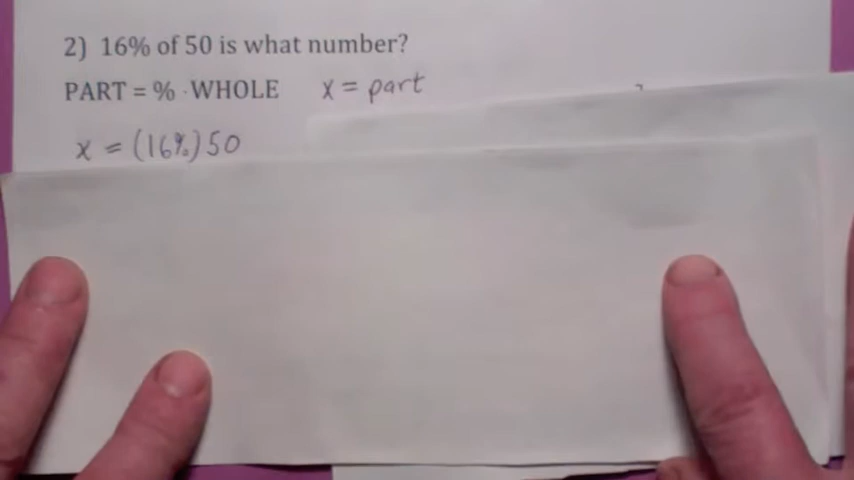 2) 16% of 50 is what number?
PART = % · WHOLE x = part
x = (16%)50